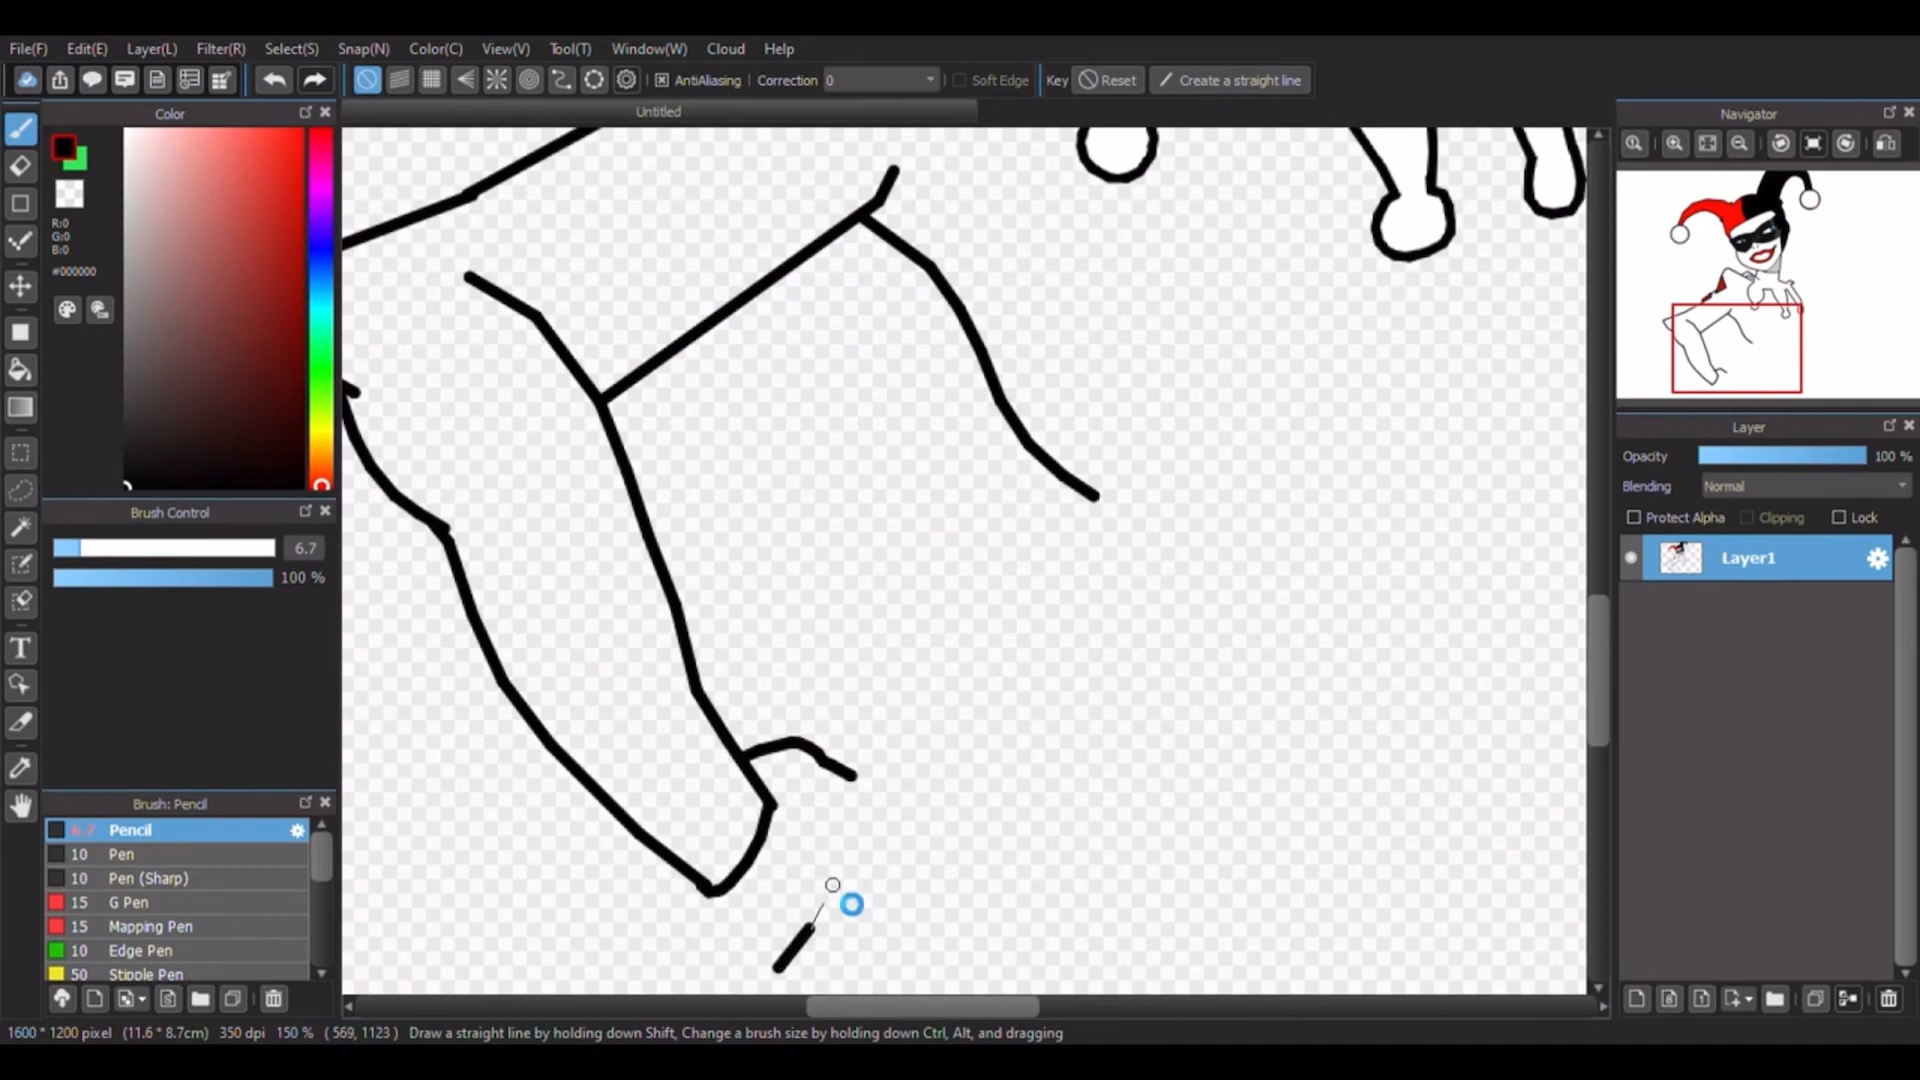 File(F) Edit(E) Layer(L) Filter(R) Select(S) Snap(N) Color(C) View(V) Tool(T) Window(W) Cloud Help
AntiAliasing Correction 0 Soft Edge Key Reset Create a straight line
Color
Untitled
Navigator
R:0
G:0
B:0
#000000
Brush Control
6.7
100 %
Brush: Pencil
6.7 Pencil
10 Pen
10 Pen (Sharp)
15 G Pen
15 Mapping Pen
10 Edge Pen
50 Stipple Pen
T
Layer
Opacity 100 %
Blending Normal
Protect Alpha Clipping Lock
Layer1
1600 * 1200 pixel (11.6 * 8.7cm) 350 dpi 150 % ( 569, 1123 ) Draw a straight line by holding down Shift, Change a brush size by holding down Ctrl, Alt, and dragging